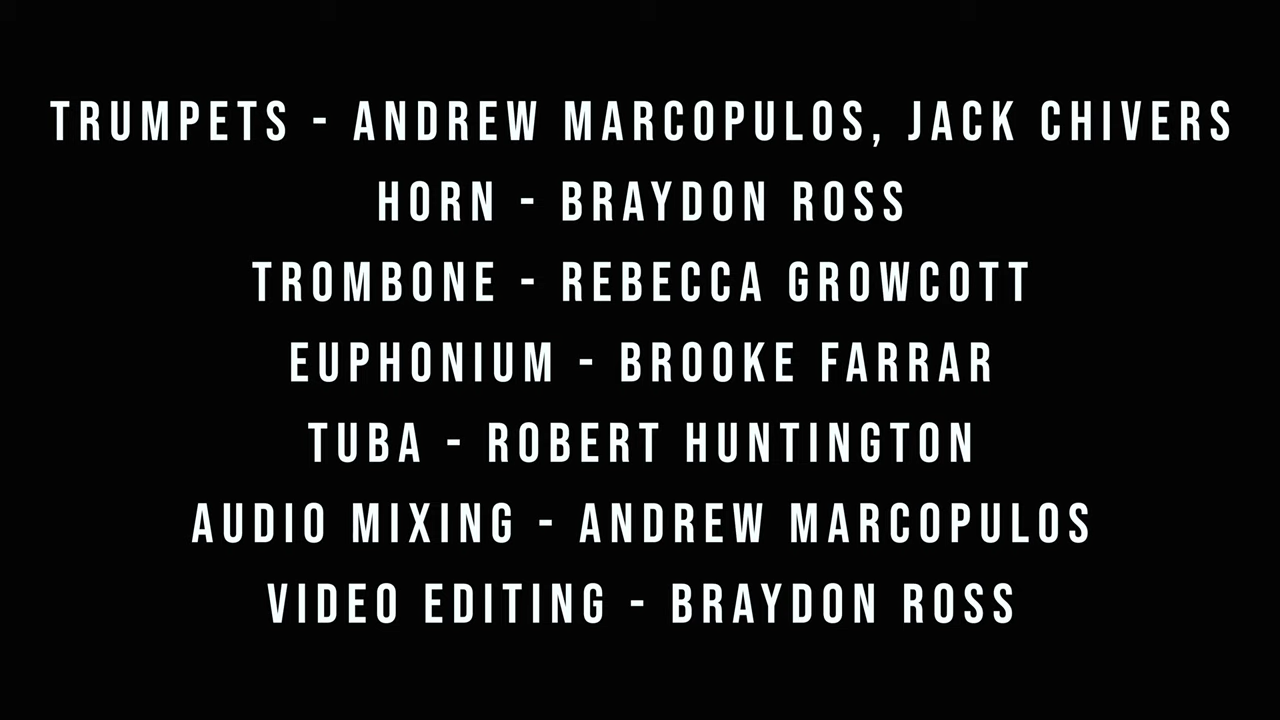 TRUMPETS - ANDREW MARCOPULOS, JACK CHIVERS
HORN - BRAYDON ROSS
TROMBONE - REBECCA GROWCOTT
EUPHONIUM - BROOKE FARRAR
TUBA - ROBERT HUNTINGTON
AUDIO MIXING - ANDREW MARCOPULOS
VIDEO EDITING - BRAYDON ROSS